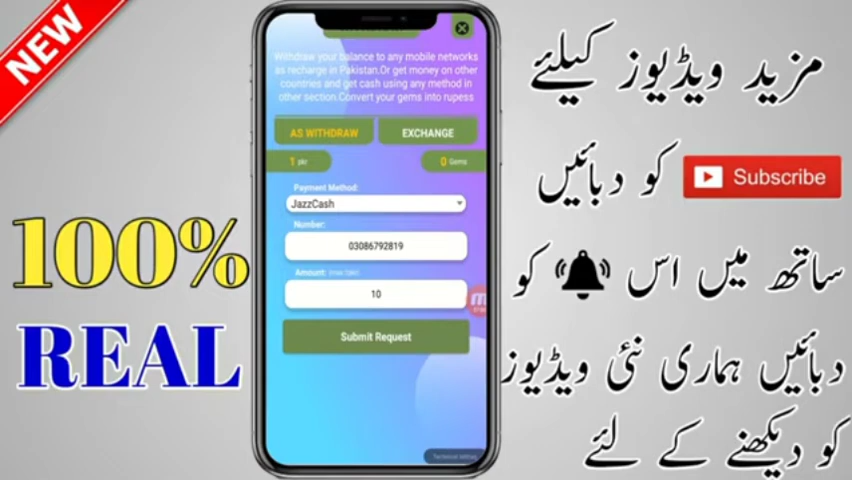 NEW
100%
REAL
Withdraw your balance to any mobile networks
as recharge in Pakistan.Or get money on other
countries and get cash using any method in
other section.Convert your gems into rupess
AS WITHDRAW
EXCHANGE
1 pkr
0 Gems
Payment Method:
JazzCash
Number:
03086792819
Amount: (max 0pkr)
10
Submit Request
مزید ویڈیوز کیلئے
Subscribe کو دبائیں
ساتھ میں اس کو
دبائیں ہماری نئی ویڈیوز
کو دیکھنے کے لئے